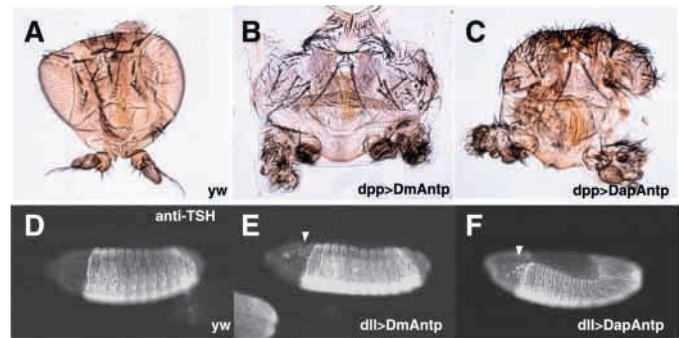 A
B
C
yw
dpp>DmAntp
dpp>DapAntp
anti-TSH
D
E
F
yw
dll>DmAntp
dll>DapAntp